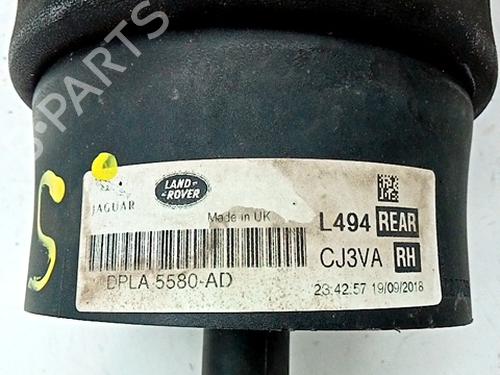 S-PARTS
S
JAGUAR
LAND ROVER
Made in UK
L494 REAR
CJ3VA RH
DPLA 5580-AD
23:42:57 19/09/2018